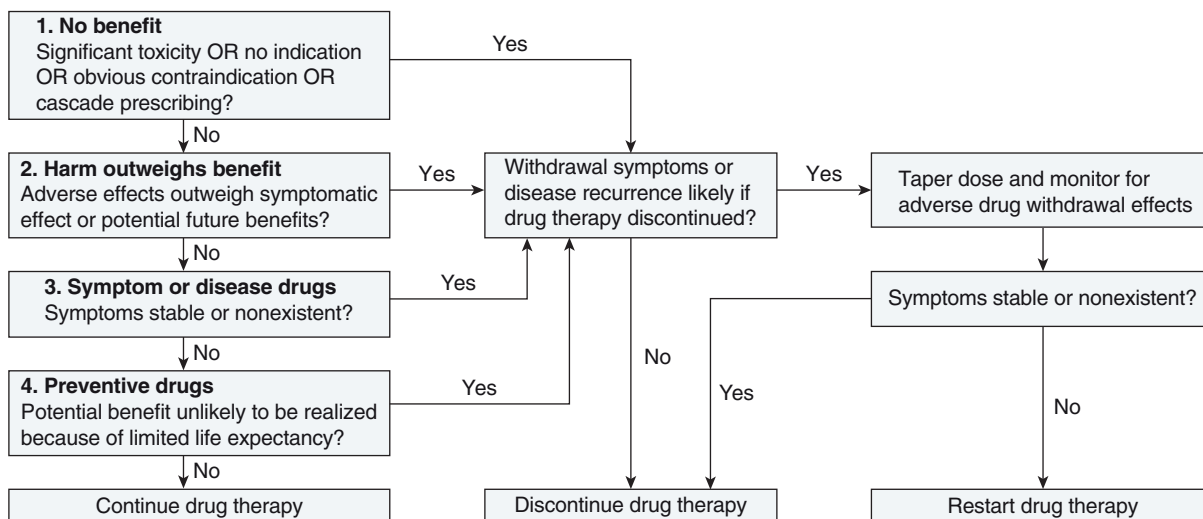 1. No benefit
Significant toxicity OR no indication
OR obvious contraindication OR
cascade prescribing?
Yes
No
2. Harm outweighs benefit
Adverse effects outweigh symptomatic
effect or potential future benefits?
Yes
Withdrawal symptoms or
disease recurrence likely if
drug therapy discontinued?
Yes
Taper dose and monitor for
adverse drug withdrawal effects
No
3. Symptom or disease drugs
Symptoms stable or nonexistent?
Yes
Symptoms stable or nonexistent?
No
No
4. Preventive drugs
Potential benefit unlikely to be realized
because of limited life expectancy?
Yes
Yes
No
No
Continue drug therapy
Discontinue drug therapy
Restart drug therapy